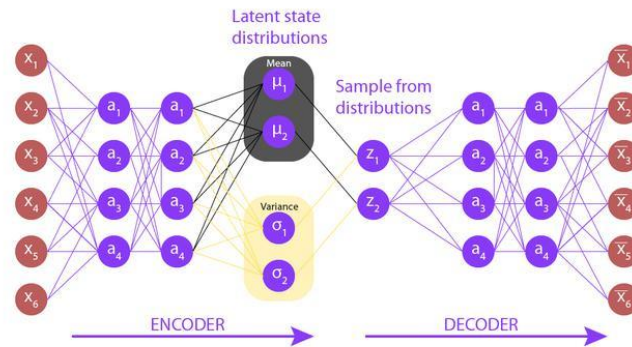 Latent state
distributions
Mean
Sample from
distributions
Variance
x₁
x₂
x₃
x₄
x₅
x₆
a₁
a₂
a₃
a₄
a₁
a₂
a₃
a₄
μ₁
μ₂
σ₁
σ₂
z₁
z₂
a₁
a₂
a₃
a₄
a₁
a₂
a₃
a₄
x̅₁
x̅₂
x̅₃
x̅₄
x̅₅
x̅₆
ENCODER
DECODER